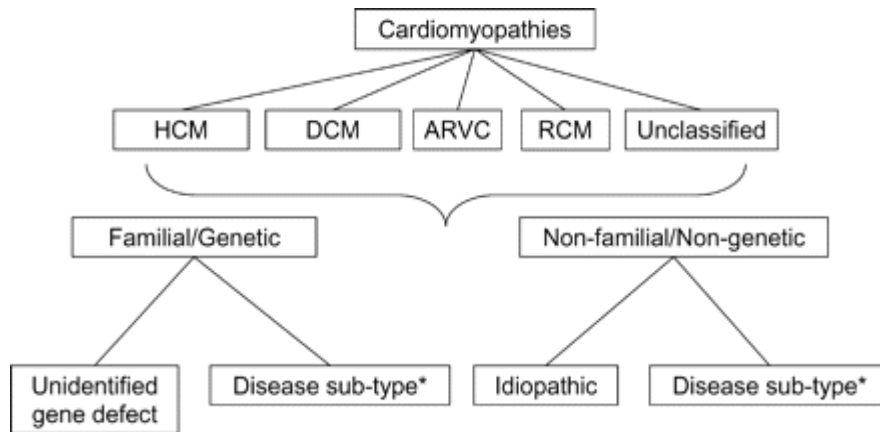 Cardiomyopathies
HCM
DCM
ARVC
RCM
Unclassified
Familial/Genetic
Non-familial/Non-genetic
Unidentified
gene defect
Disease sub-type*
Idiopathic
Disease sub-type*